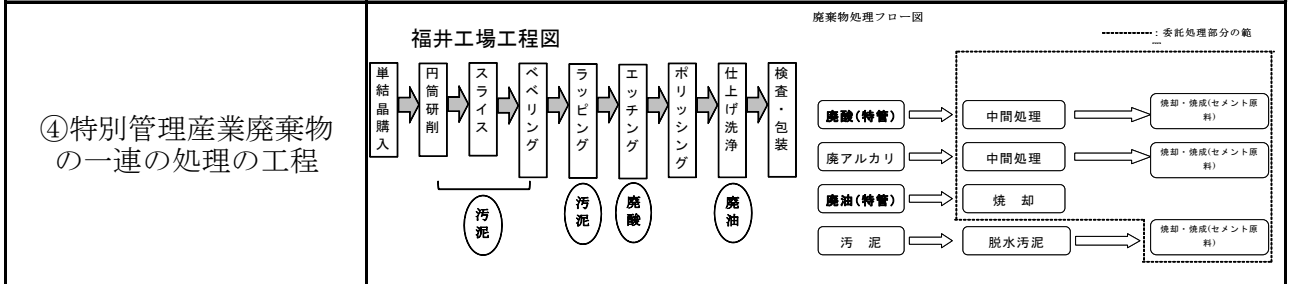 ④特別管理産業廃棄物
の一連の処理の工程
福井工場工程図
単結晶購入
円筒研削
スライス
ベベリング
ラッピング
エッチング
ポリッシング
仕上げ洗浄
検査・包装
汚泥
汚泥
廃酸
廃油
廃棄物処理フロー図
：委託処理部分の範
廃酸(特管)
中間処理
焼却・焼成(セメント原
料)
廃アルカリ
中間処理
焼却・焼成(セメント原
料)
廃油(特管)
焼 却
汚 泥
脱水汚泥
焼却・焼成(セメント原
料)